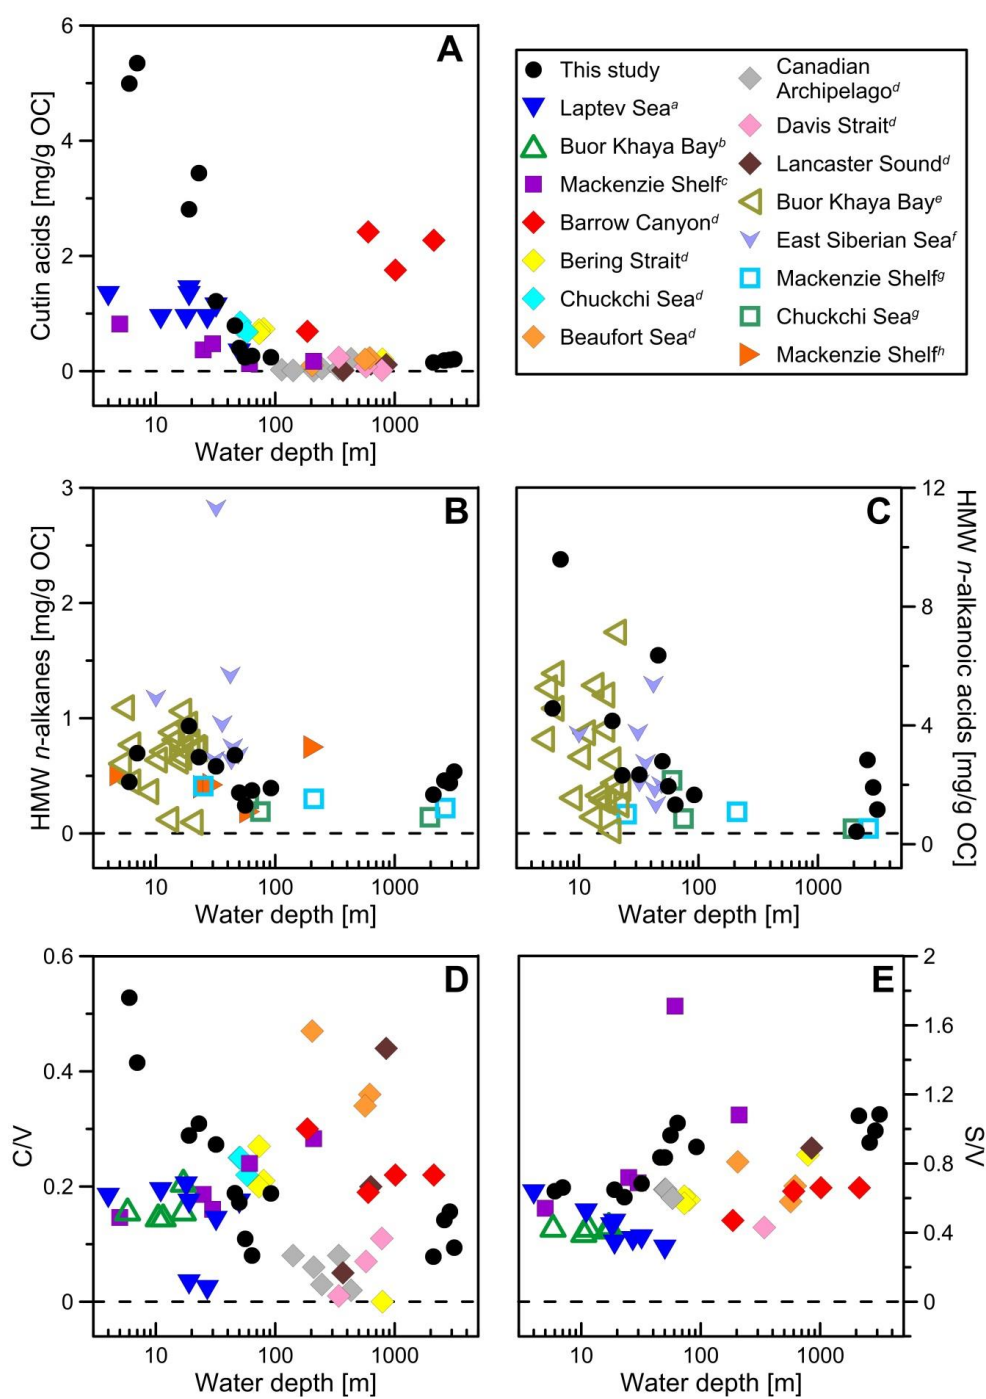 A
Cutin acids [mg/g OC]
6
4
2
0
10
100
1000
Water depth [m]
This study
Laptev Sea^a
Buor Khaya Bay^b
Mackenzie Shelf^c
Barrow Canyon^d
Bering Strait^d
Chuckchi Sea^d
Beaufort Sea^d
Canadian
Archipelago^d
Davis Strait^d
Lancaster Sound^d
Buor Khaya Bay^e
East Siberian Sea^f
Mackenzie Shelf^g
Chuckchi Sea^g
Mackenzie Shelf^h
B
HMW n-alkanes [mg/g OC]
3
2
1
0
10
100
1000
Water depth [m]
C
HMW n-alkanoic acids [mg/g OC]
12
8
4
0
10
100
1000
Water depth [m]
D
C/V
0.6
0.4
0.2
0
10
100
1000
Water depth [m]
E
S/V
2
1.6
1.2
0.8
0.4
0
10
100
1000
Water depth [m]